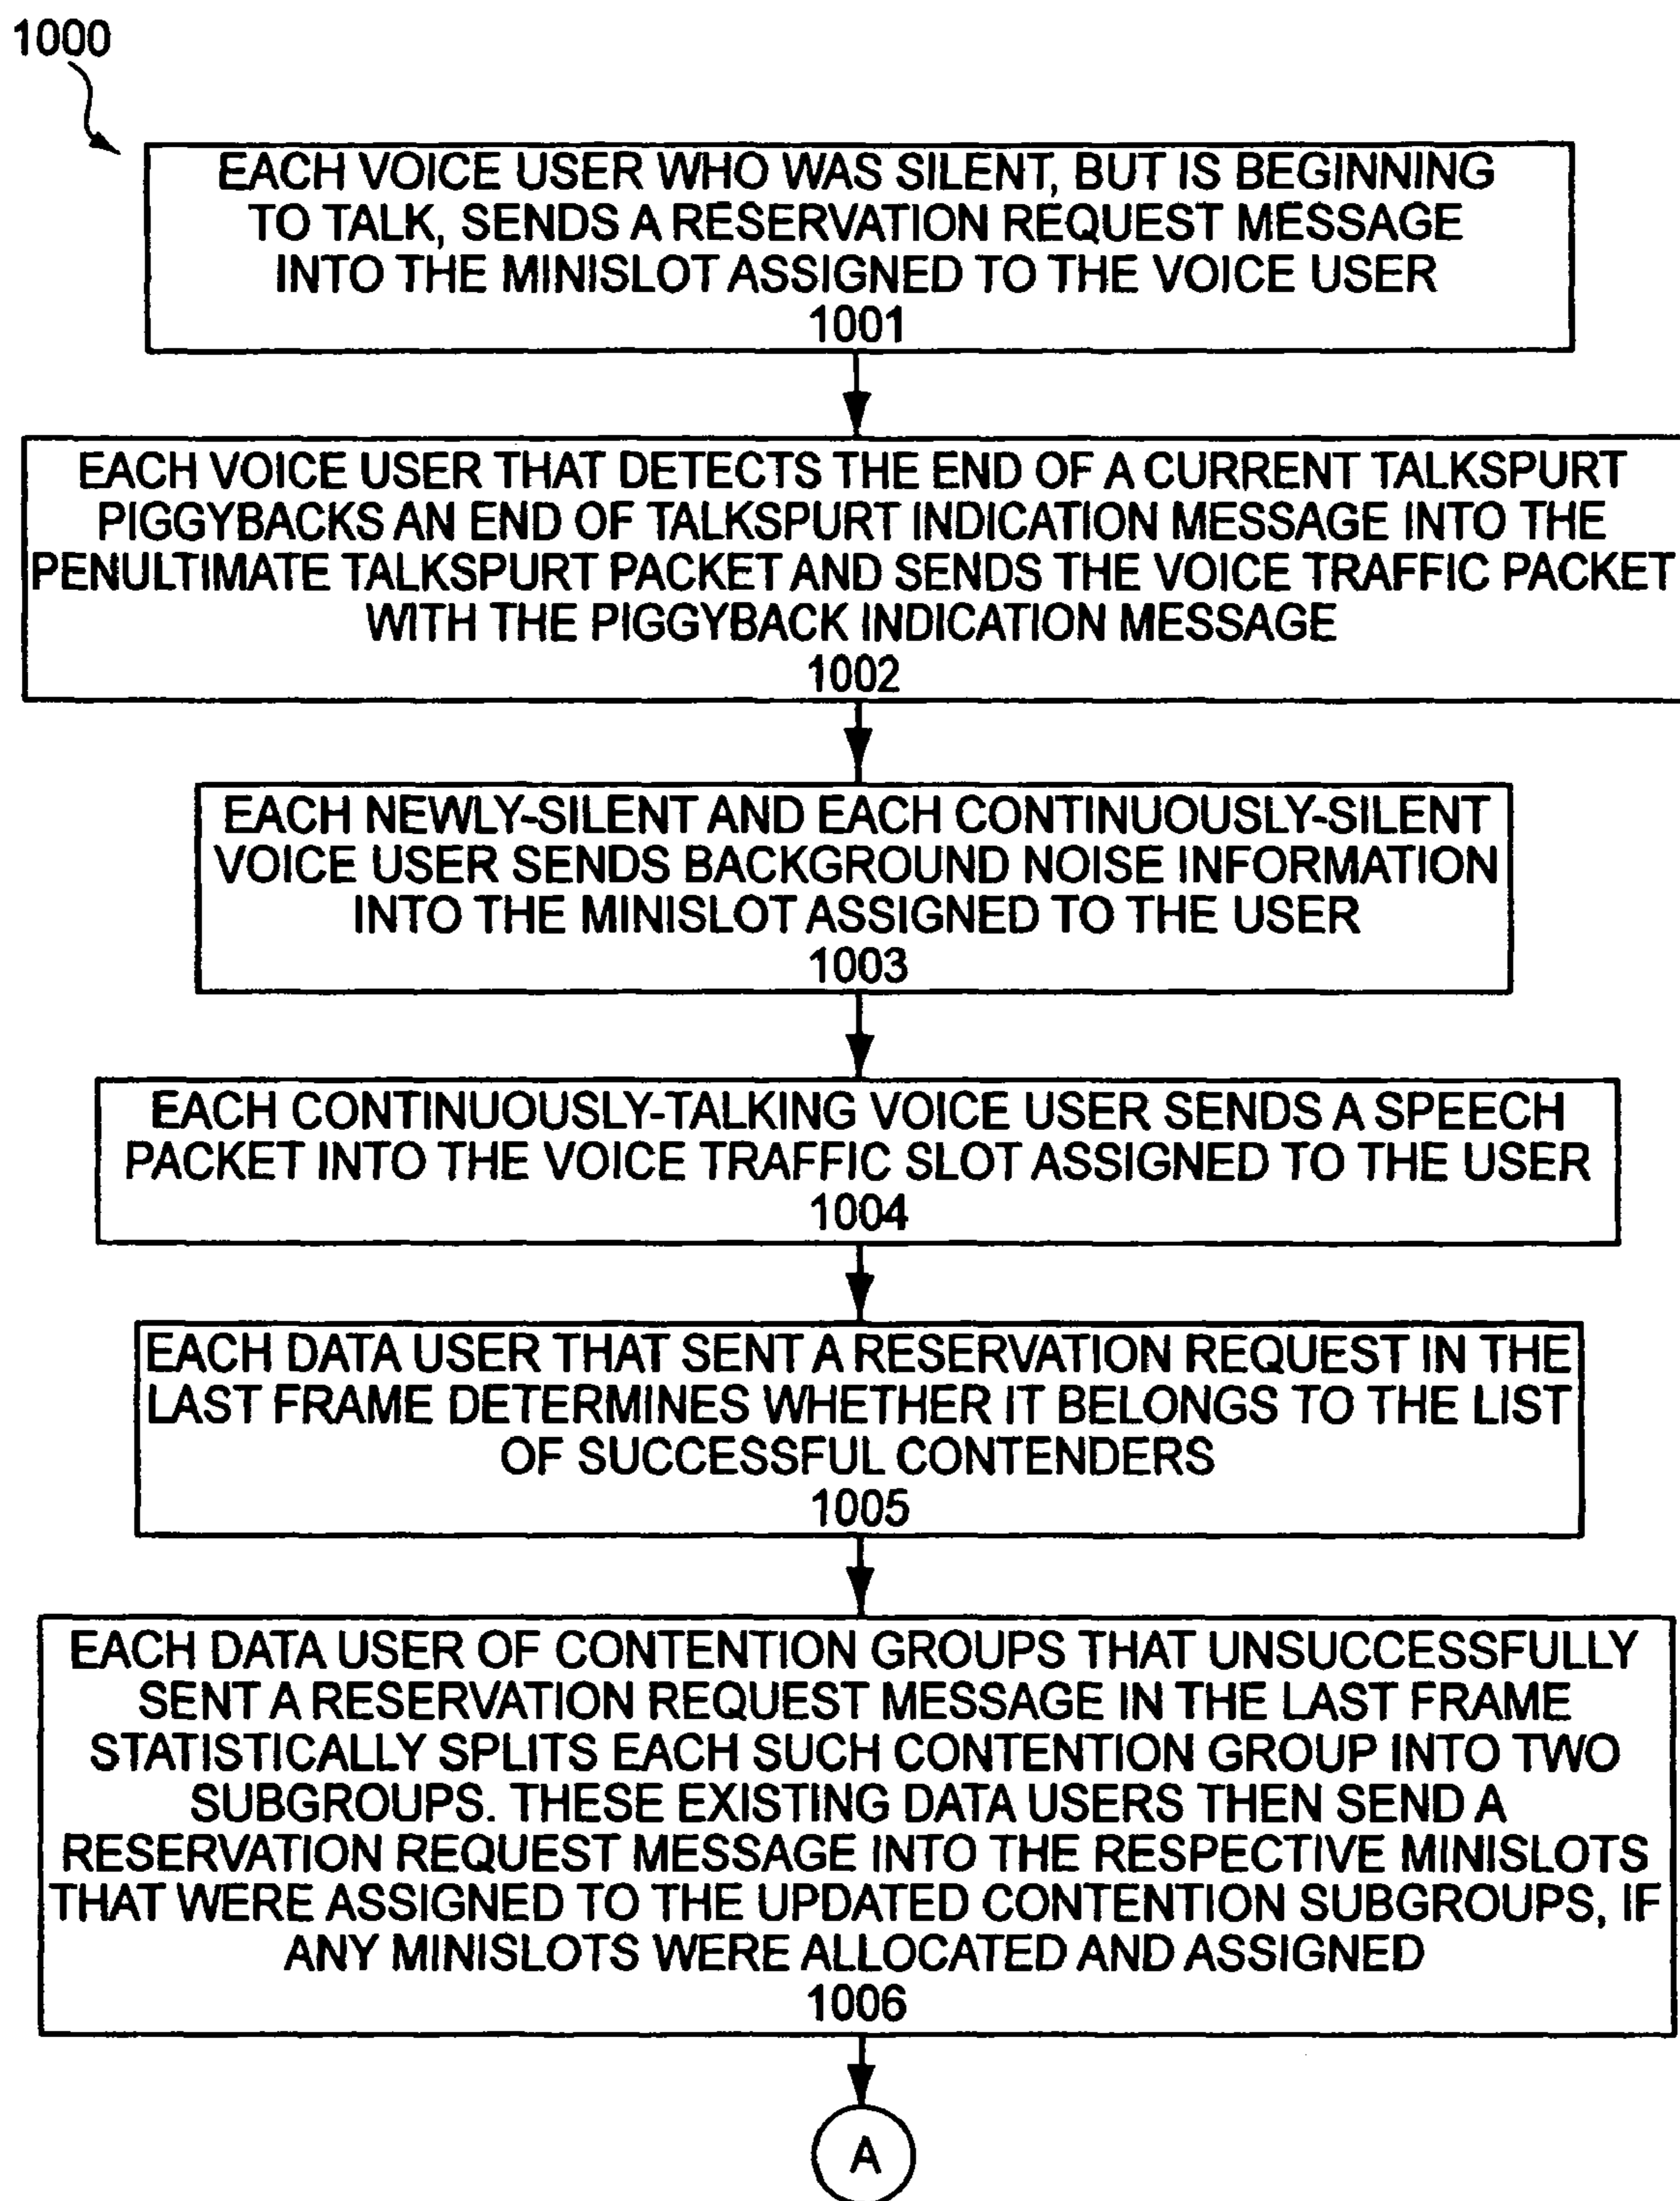 1000
EACH VOICE USER WHO WAS SILENT, BUT IS BEGINNING
TO TALK, SENDS A RESERVATION REQUEST MESSAGE
INTO THE MINISLOT ASSIGNED TO THE VOICE USER
1001
EACH VOICE USER THAT DETECTS THE END OF A CURRENT TALKSPURT
PIGGYBACKS AN END OF TALKSPURT INDICATION MESSAGE INTO THE
PENULTIMATE TALKSPURT PACKET AND SENDS THE VOICE TRAFFIC PACKET
WITH THE PIGGYBACK INDICATION MESSAGE
1002
EACH NEWLY-SILENT AND EACH CONTINUOUSLY-SILENT
VOICE USER SENDS BACKGROUND NOISE INFORMATION
INTO THE MINISLOT ASSIGNED TO THE USER
1003
EACH CONTINUOUSLY-TALKING VOICE USER SENDS A SPEECH
PACKET INTO THE VOICE TRAFFIC SLOT ASSIGNED TO THE USER
1004
EACH DATA USER THAT SENT A RESERVATION REQUEST IN THE
LAST FRAME DETERMINES WHETHER IT BELONGS TO THE LIST
OF SUCCESSFUL CONTENDERS
1005
EACH DATA USER OF CONTENTION GROUPS THAT UNSUCCESSFULLY
SENT A RESERVATION REQUEST MESSAGE IN THE LAST FRAME
STATISTICALLY SPLITS EACH SUCH CONTENTION GROUP INTO TWO
SUBGROUPS. THESE EXISTING DATA USERS THEN SEND A
RESERVATION REQUEST MESSAGE INTO THE RESPECTIVE MINISLOTS
THAT WERE ASSIGNED TO THE UPDATED CONTENTION SUBGROUPS, IF
ANY MINISLOTS WERE ALLOCATED AND ASSIGNED
1006
A